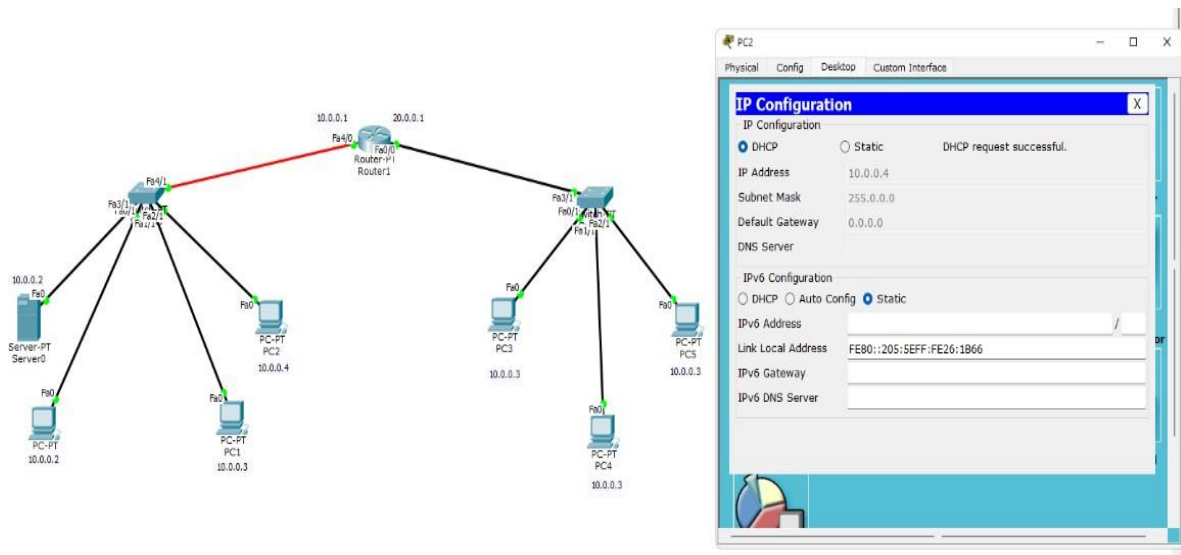 PC2
Physical Config Desktop Custom Interface
IP Configuration X
IP Configuration
DHCP Static DHCP request successful.
IP Address 10.0.0.4
Subnet Mask 255.0.0.0
Default Gateway 0.0.0.0
DNS Server
IPv6 Configuration
DHCP Auto Config Static
IPv6 Address /
Link Local Address FE80::205:5EFF:FE26:1B66
IPv6 Gateway
IPv6 DNS Server
10.0.0.1 20.0.0.1
Fa4/0
Fa0/0
Router-PT
Router1
Fa4/1
Fa3/1
Fa2/1
Fa1/1
Fa3/1
Fa0/1
Fa2/1
Fa1/1
10.0.0.2
Fa0
Server-PT
Server0
Fa0
PC-PT
PC2
10.0.0.4
Fa0
PC-PT
10.0.0.2
Fa0
PC-PT
PC1
10.0.0.3
Fa0
PC-PT
PC3
10.0.0.3
Fa0
PC-PT
PC4
10.0.0.3
Fa0
PC-PT
PC5
10.0.0.3